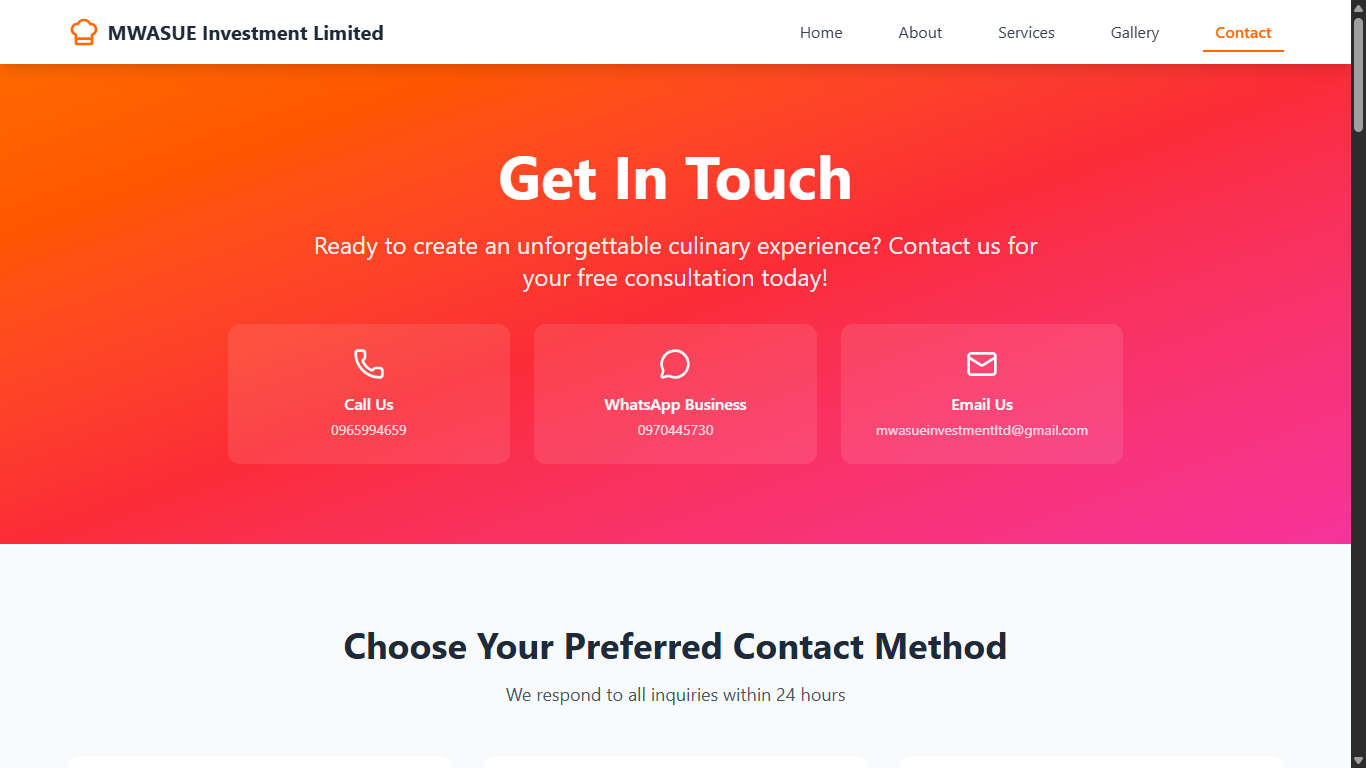 MWASUE Investment Limited
Home
About
Services
Gallery
Contact
Get In Touch
Ready to create an unforgettable culinary experience? Contact us for
your free consultation today!
Call Us
0965994659
WhatsApp Business
0970445730
Email Us
mwasueinvestmentltd@gmail.com
Choose Your Preferred Contact Method
We respond to all inquiries within 24 hours